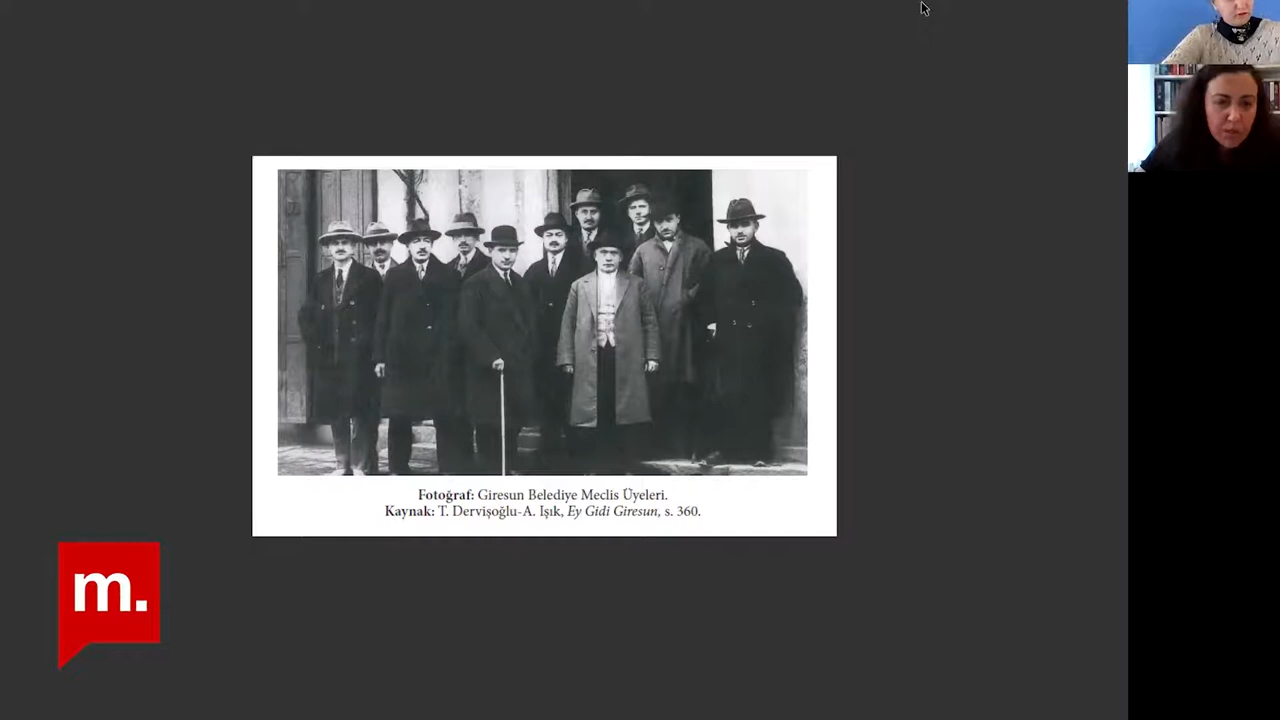 Fotoğraf: Giresun Belediye Meclis Üyeleri.
Kaynak: T. Dervişoğlu-A. Işık, Ey Gidi Giresun, s. 360.
m.